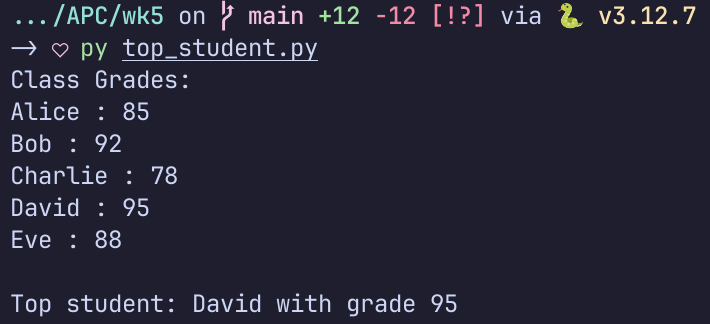 .../APC/wk5 on main +12 -12 [!?] via 🐍 v3.12.7
→ ♡ py top_student.py
Class Grades:
Alice : 85
Bob : 92
Charlie : 78
David : 95
Eve : 88
Top student: David with grade 95